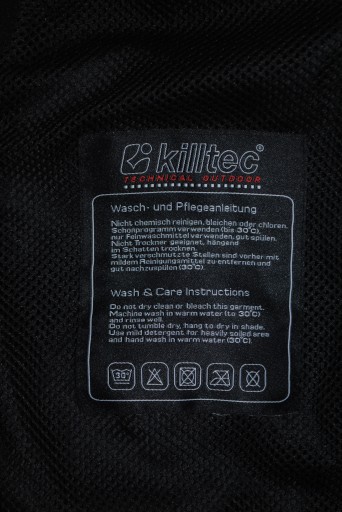 killtec®
TECHNICAL OUTDOOR
Wasch- und Pflegeanleitung
Nicht chemisch reinigen, bleichen oder chloren.
Schonprogramm verwenden (bis 30°C),
nur Feinwaschmittel verwenden, gut spülen.
Nicht Trockner geeignet, hängend
im Schatten trocknen.
Stark verschmutzte Stellen sind vorher mit
mildem Reinigungsmittel zu entfernen und
gut nachzuspülen (30°C).
Wash & Care Instructions
Do not dry clean or bleach this garment.
Machine wash in warm water (to 30°C)
and rinse well.
Do not tumble dry, hang to dry in shade.
Use mild detergent for heavily soiled area
and hand wash in warm water (30°C).
30°